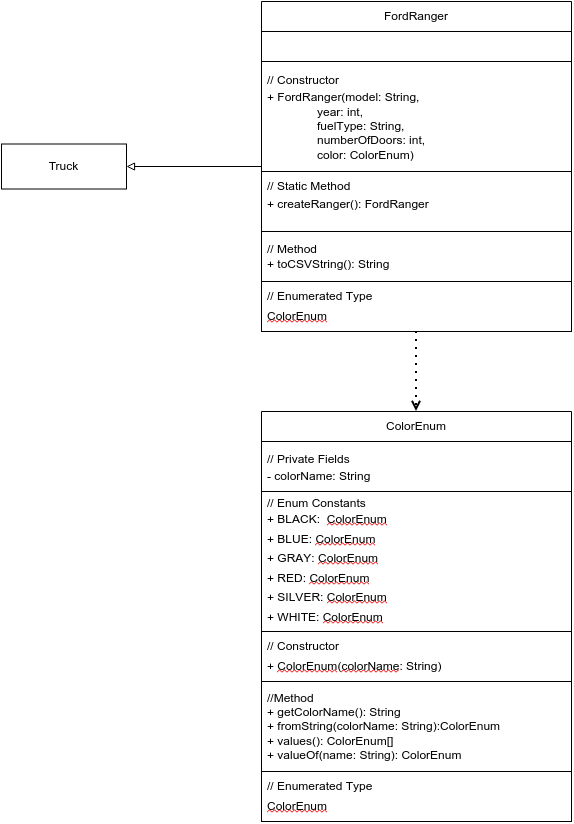 FordRanger
// Constructor
+ FordRanger(model: String,
year: int,
fuelType: String,
numberOfDoors: int,
color: ColorEnum)
Truck
// Static Method
+ createRanger(): FordRanger
// Method
+ toCSVString(): String
// Enumerated Type
ColorEnum
ColorEnum
// Private Fields
- colorName: String
// Enum Constants
+ BLACK:  ColorEnum
+ BLUE: ColorEnum
+ GRAY: ColorEnum
+ RED: ColorEnum
+ SILVER: ColorEnum
+ WHITE: ColorEnum
// Constructor
+ ColorEnum(colorName: String)
//Method
+ getColorName(): String
+ fromString(colorName: String):ColorEnum
+ values(): ColorEnum[]
+ valueOf(name: String): ColorEnum
// Enumerated Type
ColorEnum